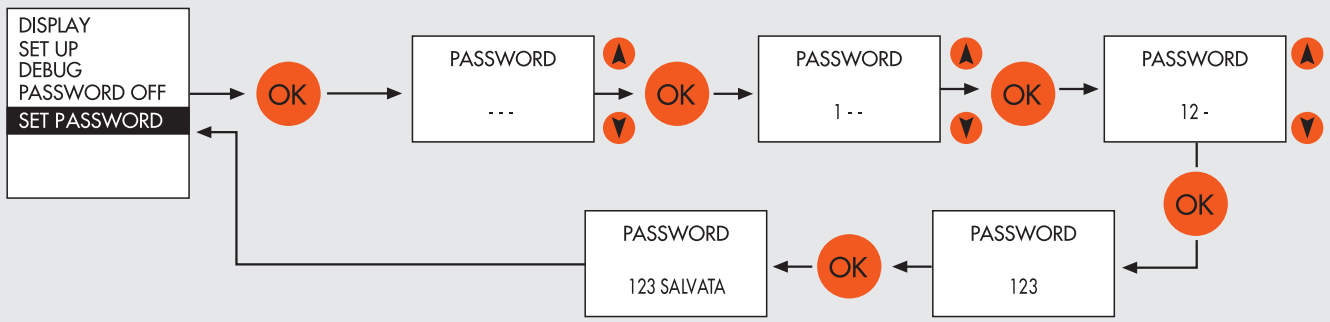 DISPLAY
SET UP
DEBUG
PASSWORD OFF
SET PASSWORD
OK
PASSWORD
- - -
OK
PASSWORD
1 - -
OK
PASSWORD
12 -
OK
PASSWORD
123
OK
PASSWORD
123 SALVATA